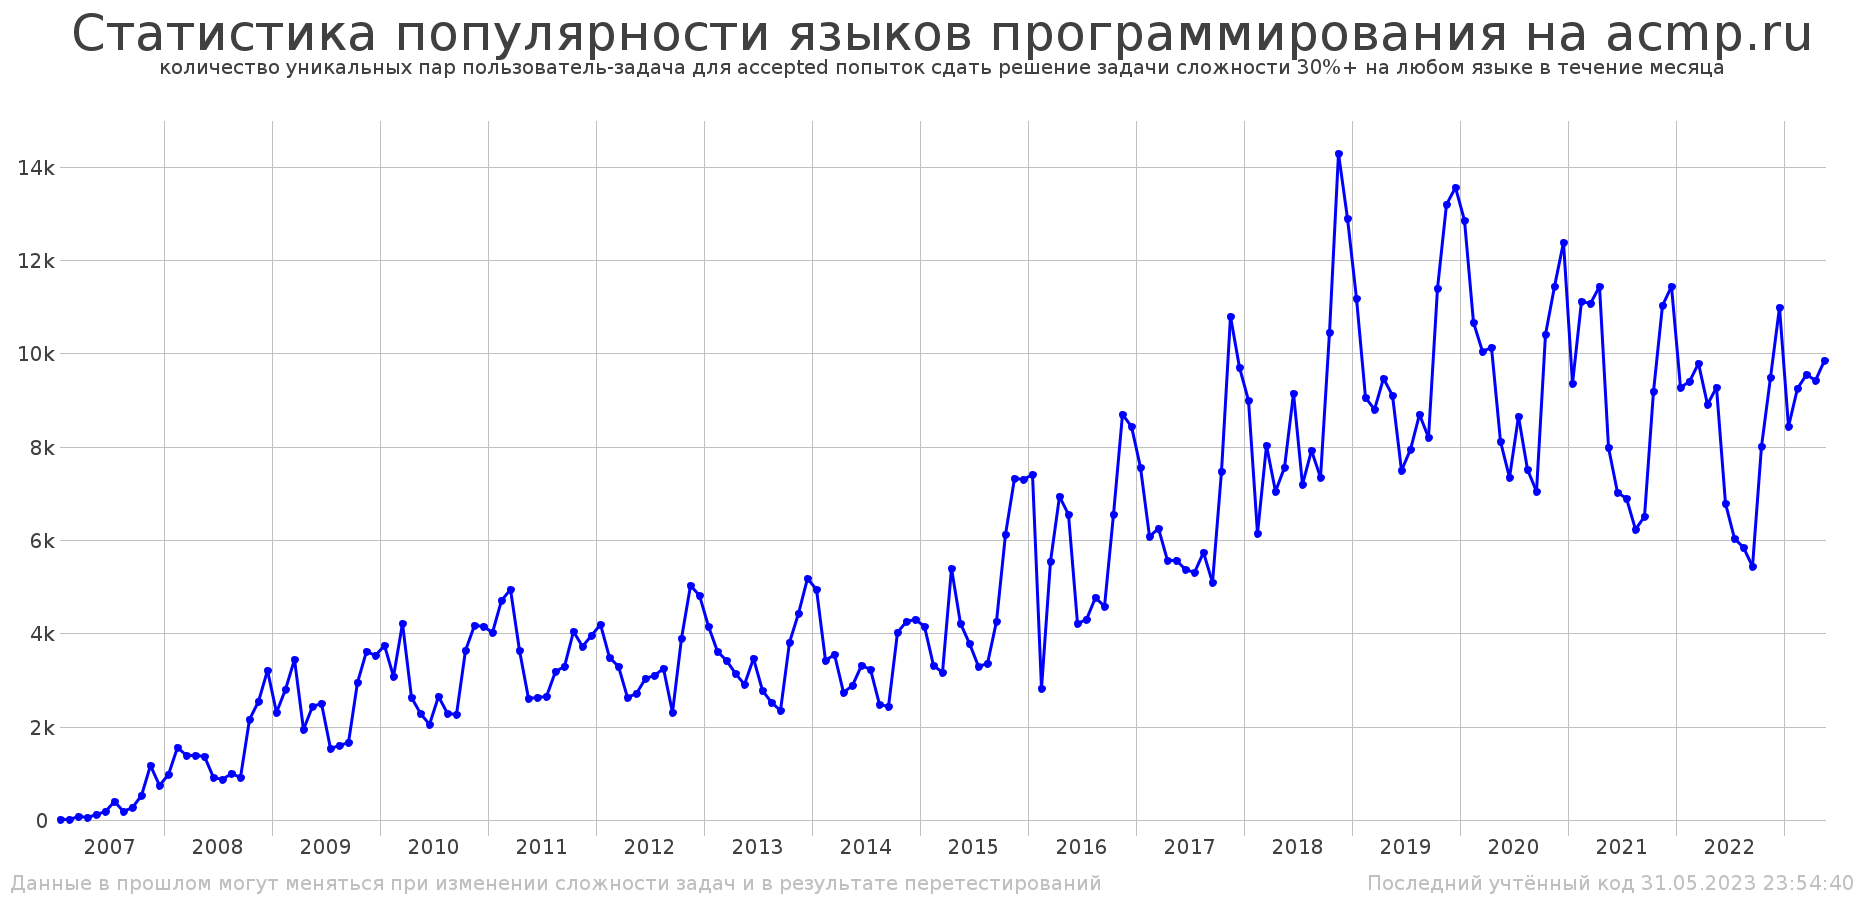 Статистика популярности языков программирования на acmp.ru
количество уникальных пар пользователь-задача для accepted попыток сдать решение задачи сложности 30%+ на любом языке в течение месяца
14k
12k
10k
8k
6k
4k
2k
0
2007 2008 2009 2010 2011 2012 2013 2014 2015 2016 2017 2018 2019 2020 2021 2022
Данные в прошлом могут меняться при изменении сложности задач и в результате перетестирований
Последний учтённый код 31.05.2023 23:54:40